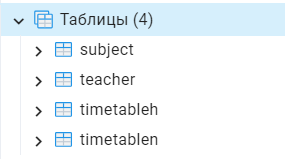 Таблицы (4)
subject
teacher
timetableh
timetablen